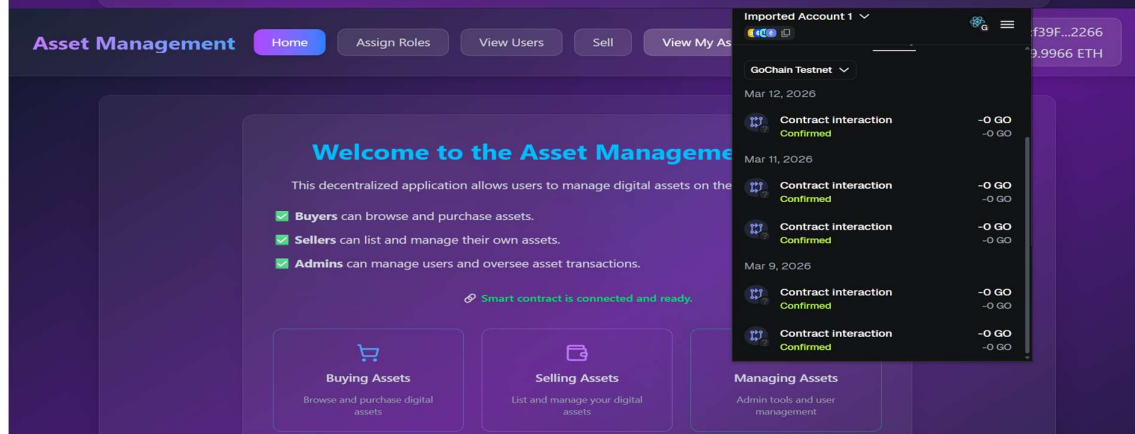 Asset Management
Home
Assign Roles
View Users
Sell
View My As
f39F...2266
9.9966 ETH
Welcome to the Asset Manageme
This decentralized application allows users to manage digital assets on the
✅ Buyers can browse and purchase assets.
✅ Sellers can list and manage their own assets.
✅ Admins can manage users and oversee asset transactions.
🔗 Smart contract is connected and ready.
Buying Assets
Browse and purchase digital
assets
Selling Assets
List and manage your digital
assets
Managing Assets
Admin tools and user
management
Imported Account 1
G
GoChain Testnet
Mar 12, 2026
Contract interaction -0 GO
Confirmed -0 GO
Mar 11, 2026
Contract interaction -0 GO
Confirmed -0 GO
Contract interaction -0 GO
Confirmed -0 GO
Mar 9, 2026
Contract interaction -0 GO
Confirmed -0 GO
Contract interaction -0 GO
Confirmed -0 GO